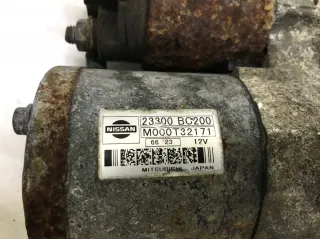 NISSAN
23300 BC200
M000T32171
66 23 12V
MITSUBISHI JAPAN